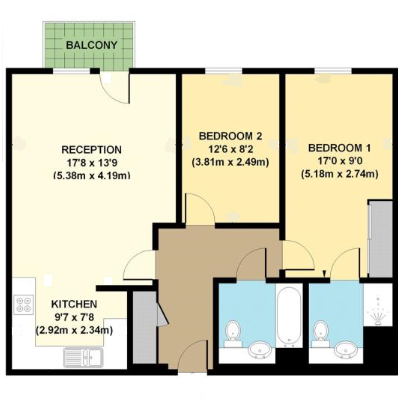 BALCONY
RECEPTION
17'8 x 13'9
(5.38m x 4.19m)
BEDROOM 2
12'6 x 8'2
(3.81m x 2.49m)
BEDROOM 1
17'0 x 9'0
(5.18m x 2.74m)
KITCHEN
9'7 x 7'8
(2.92m x 2.34m)